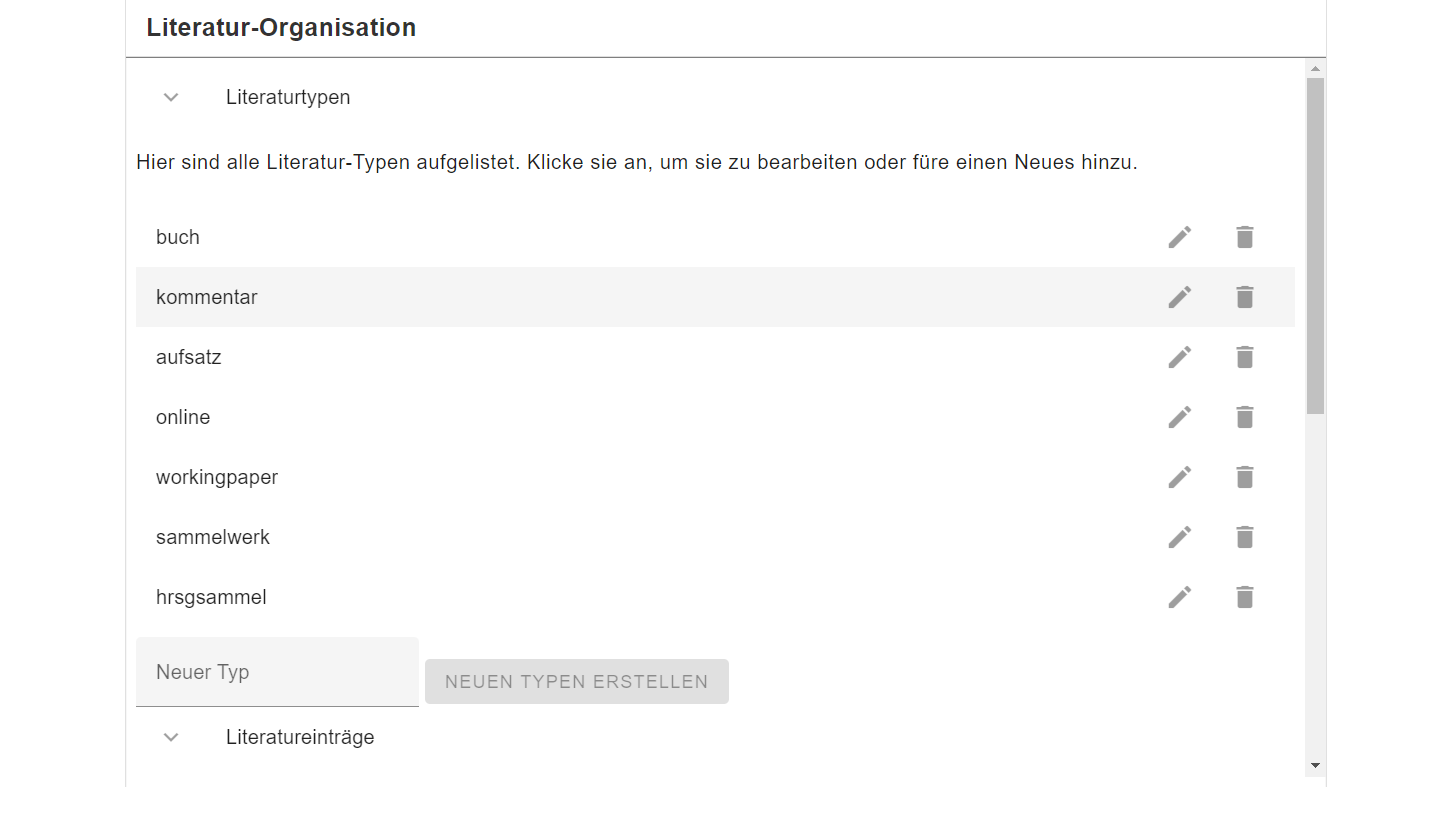 Literatur-Organisation
Literaturtypen
Hier sind alle Literatur-Typen aufgelistet. Klicke sie an, um sie zu bearbeiten oder füre einen Neues hinzu.
buch
kommentar
aufsatz
online
workingpaper
sammelwerk
hrsgsammel
Neuer Typ
NEUEN TYPEN ERSTELLEN
Literatureinträge